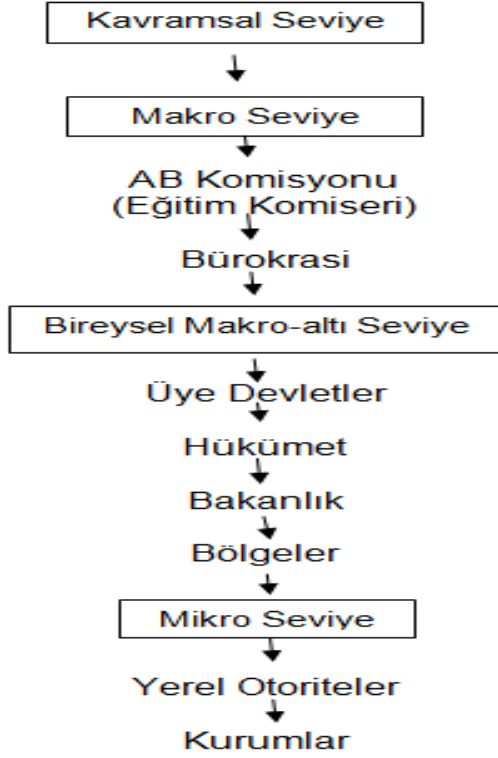 Kavramsal Seviye
Makro Seviye
AB Komisyonu
(Eğitim Komiseri)
Bürokrasi
Bireysel Makro-altı Seviye
Üye Devletler
Hükümet
Bakanlık
Bölgeler
Mikro Seviye
Yerel Otoriteler
Kurumlar